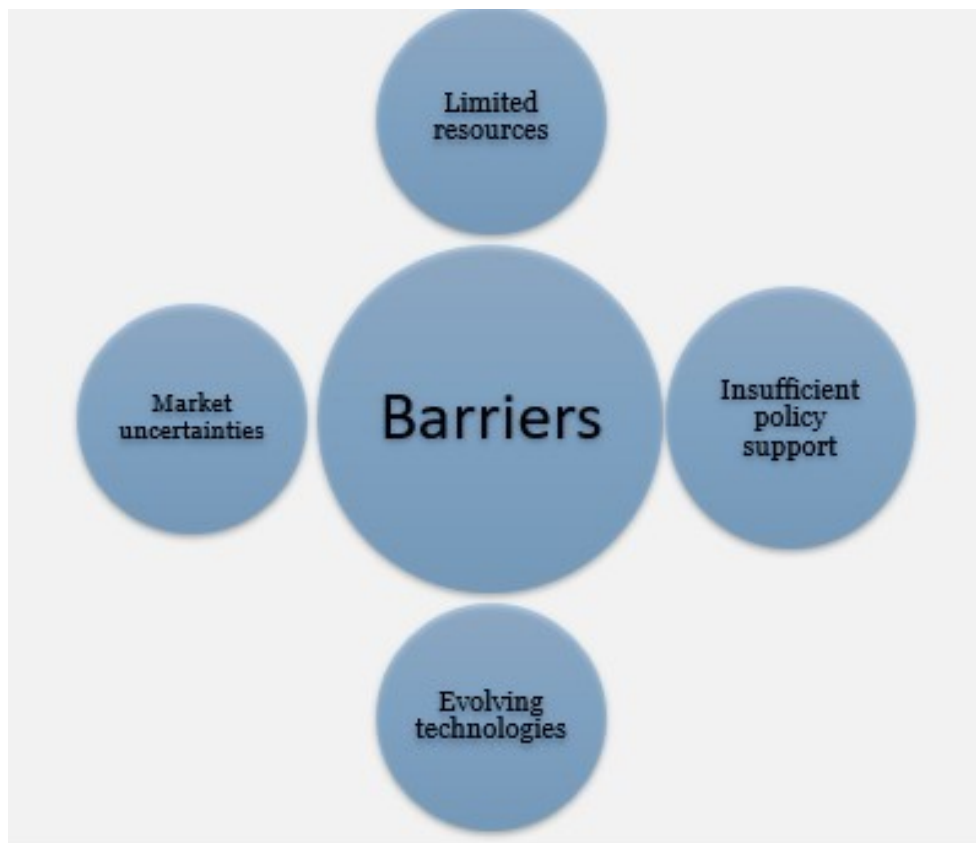 Limited
resources
Market
uncertainties
Barriers
Insufficient
policy
support
Evolving
technologies